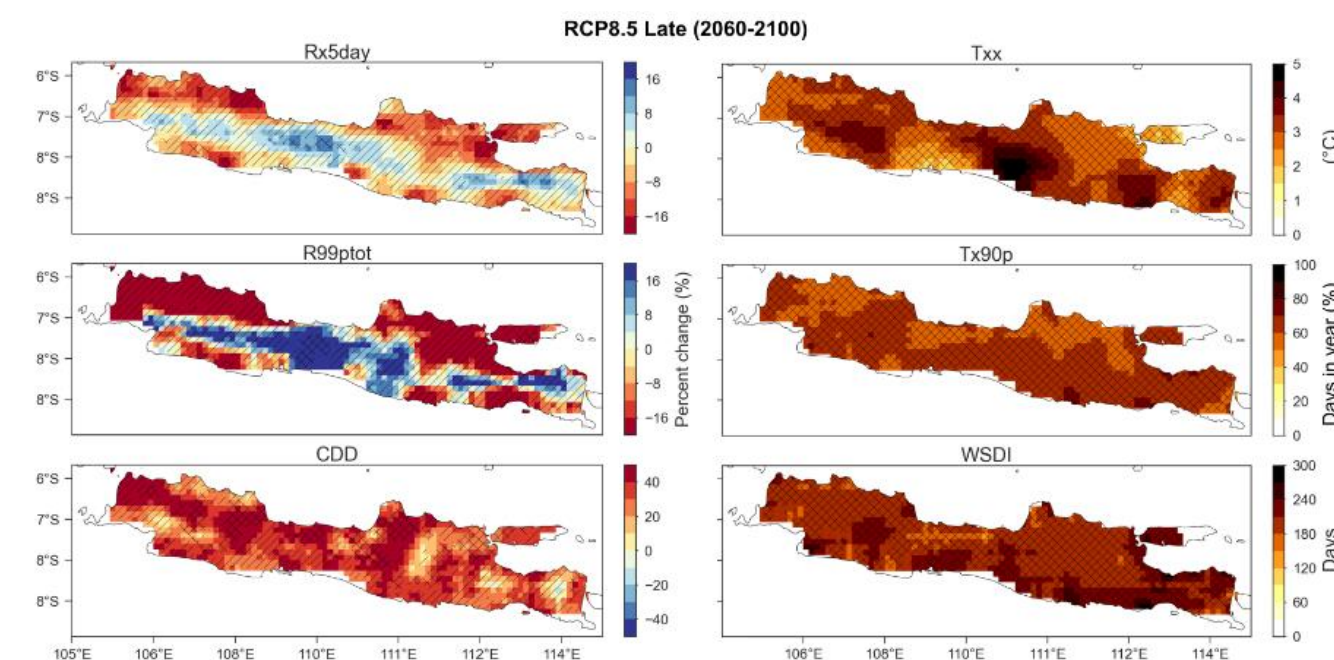 RCP8.5 Late (2060-2100)
Rx5day
6°S
7°S
8°S
8°S
16
8
0
−8
−16
Txx
5
4
3
2
1
0
(°C)
R99ptot
6°S
7°S
8°S
8°S
16
8
0
−8
−16
Percent change (%)
Tx90p
100
80
60
40
20
0
Days in year (%)
CDD
6°S
7°S
8°S
8°S
40
20
0
−20
−40
105°E 106°E 108°E 110°E 111°E 112°E 114°E
WSDI
300
240
180
120
60
0
Days
106°E 108°E 110°E 111°E 112°E 114°E